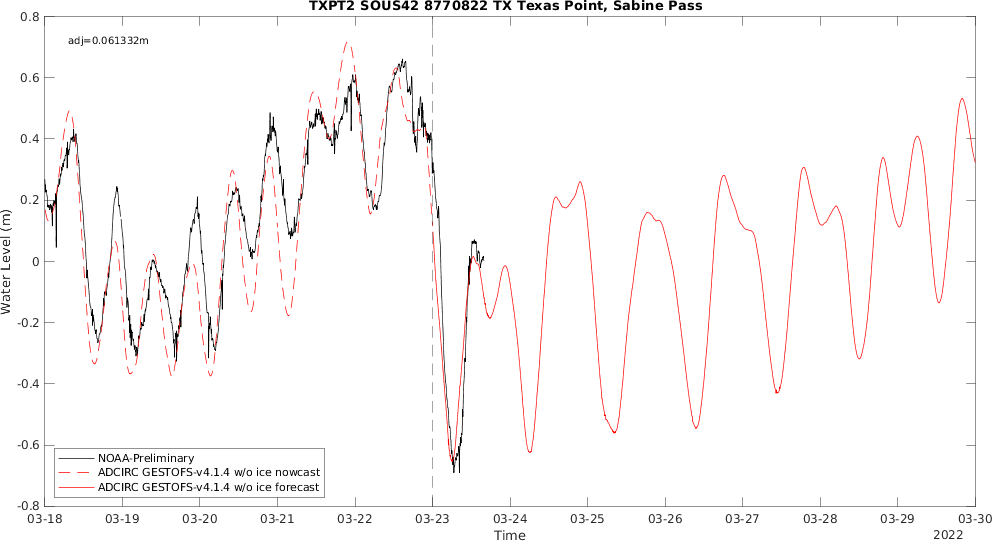 TXPT2 SOUS42 8770822 TX Texas Point, Sabine Pass
adj=0.061332m
0.8
0.6
0.4
0.2
0
-0.2
-0.4
-0.6
-0.8
Water Level (m)
NOAA-Preliminary
ADCIRC GESTOFS-v4.1.4 w/o ice nowcast
ADCIRC GESTOFS-v4.1.4 w/o ice forecast
03-18 03-19 03-20 03-21 03-22 03-23 03-24 03-25 03-26 03-27 03-28 03-29 03-30
Time
2022